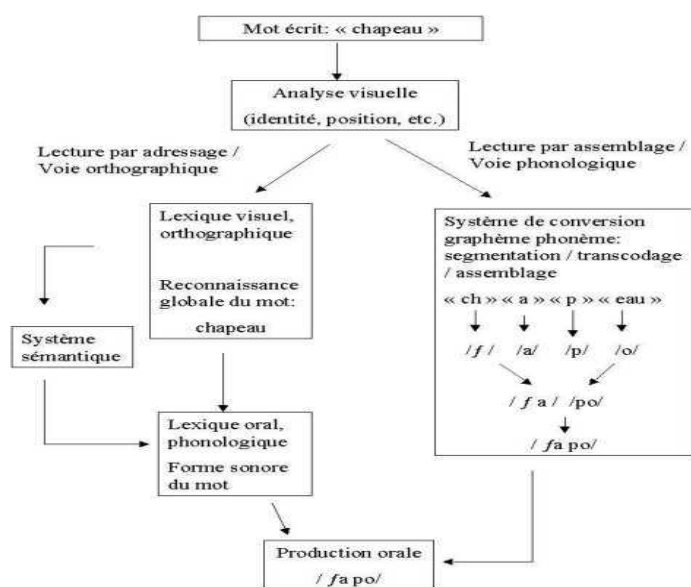 Mot écrit: « chapeau »
Analyse visuelle
(identité, position, etc.)
Lecture par adressage /
Voie orthographique
Lecture par assemblage /
Voie phonologique
Lexique visuel,
orthographique
Reconnaissance
globale du mot:
chapeau
Système
sémantique
Lexique oral,
phonologique
Forme sonore
du mot
Système de conversion
graphème phonème:
segmentation / transcodage
/ assemblage
« ch » « a » « p » « eau »
/ƒ/ /a/ /p/ /o/
/ ƒ a / /po/
/ ƒa po/
Production orale
/ ƒa po/